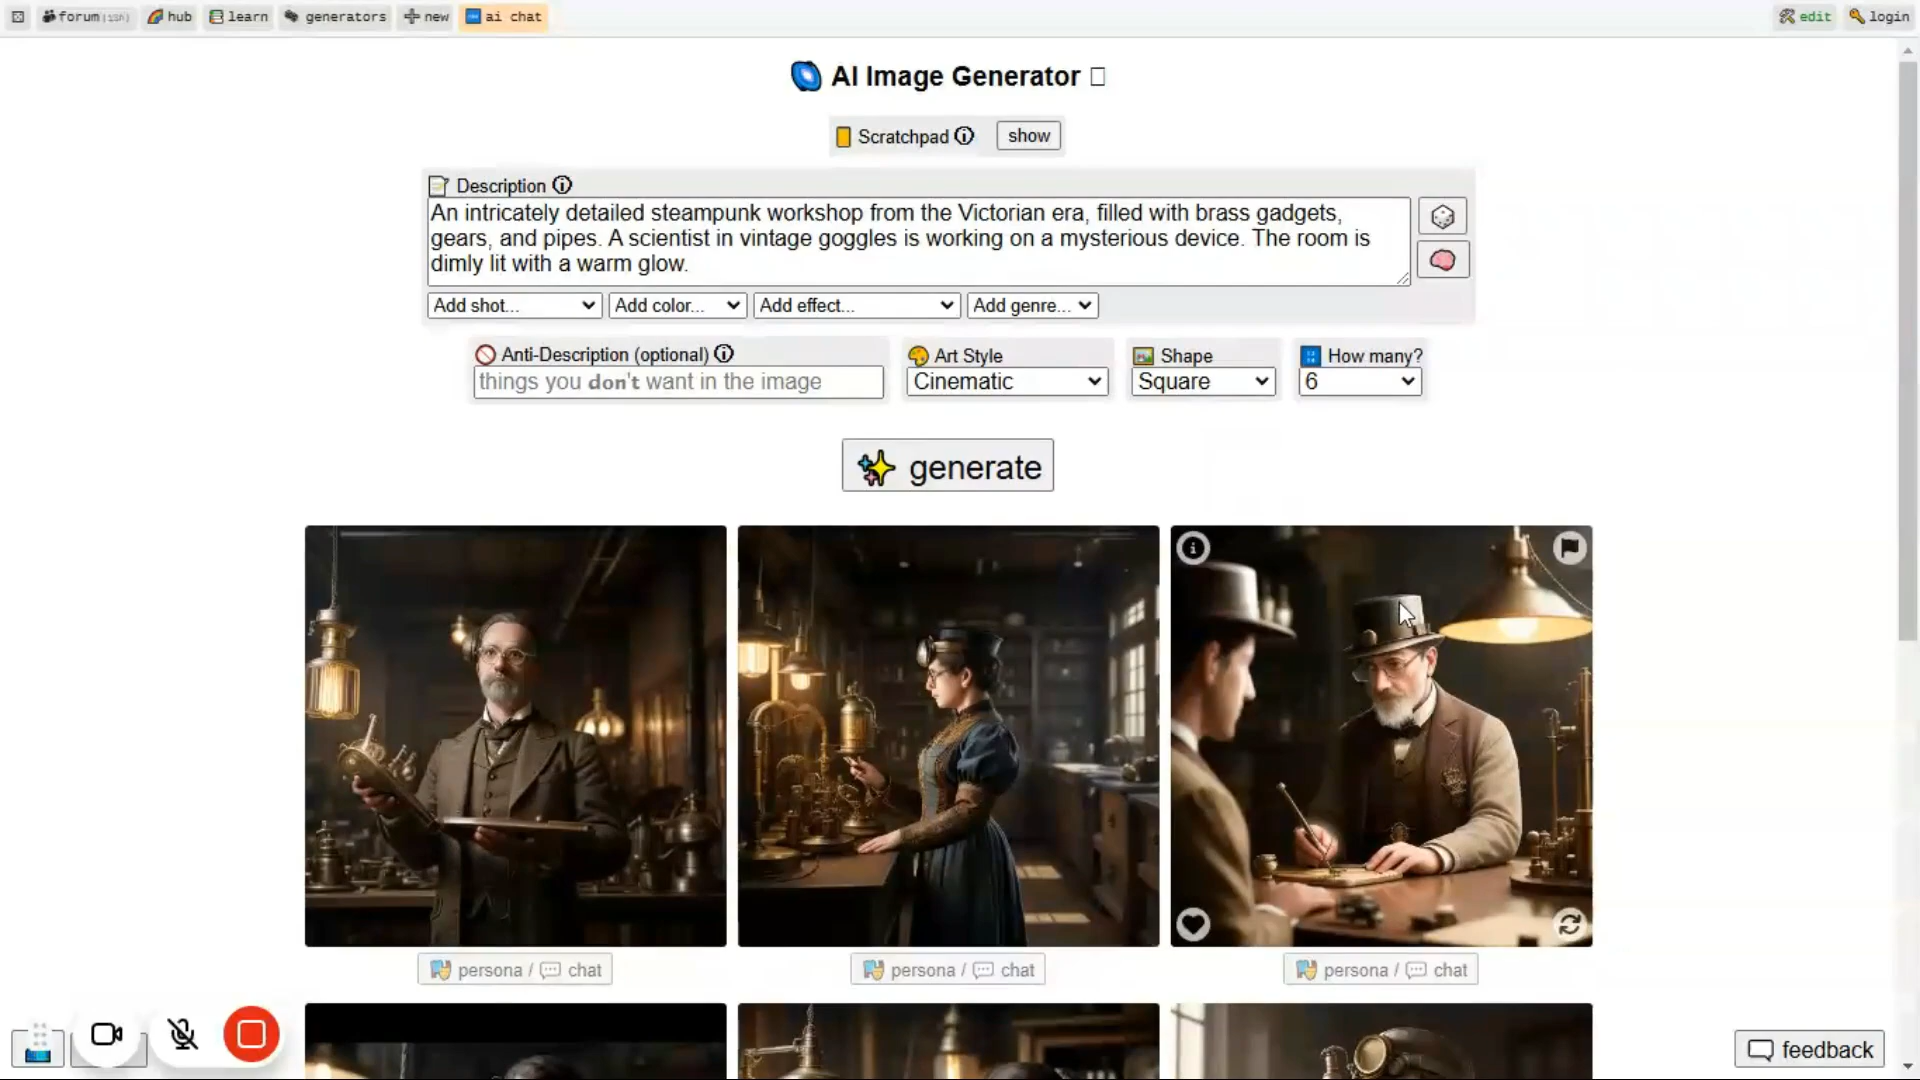 forum
hub
learn
generators
new
ai chat
edit
login
AI Image Generator
Scratchpad
show
Description
An intricately detailed steampunk workshop from the Victorian era, filled with brass gadgets,
gears, and pipes. A scientist in vintage goggles is working on a mysterious device. The room is
dimly lit with a warm glow.
Add shot...
Add color...
Add effect...
Add genre...
Anti-Description (optional)
things you don't want in the image
Art Style
Cinematic
Shape
Square
How many?
6
generate
persona / chat
persona / chat
persona / chat
feedback